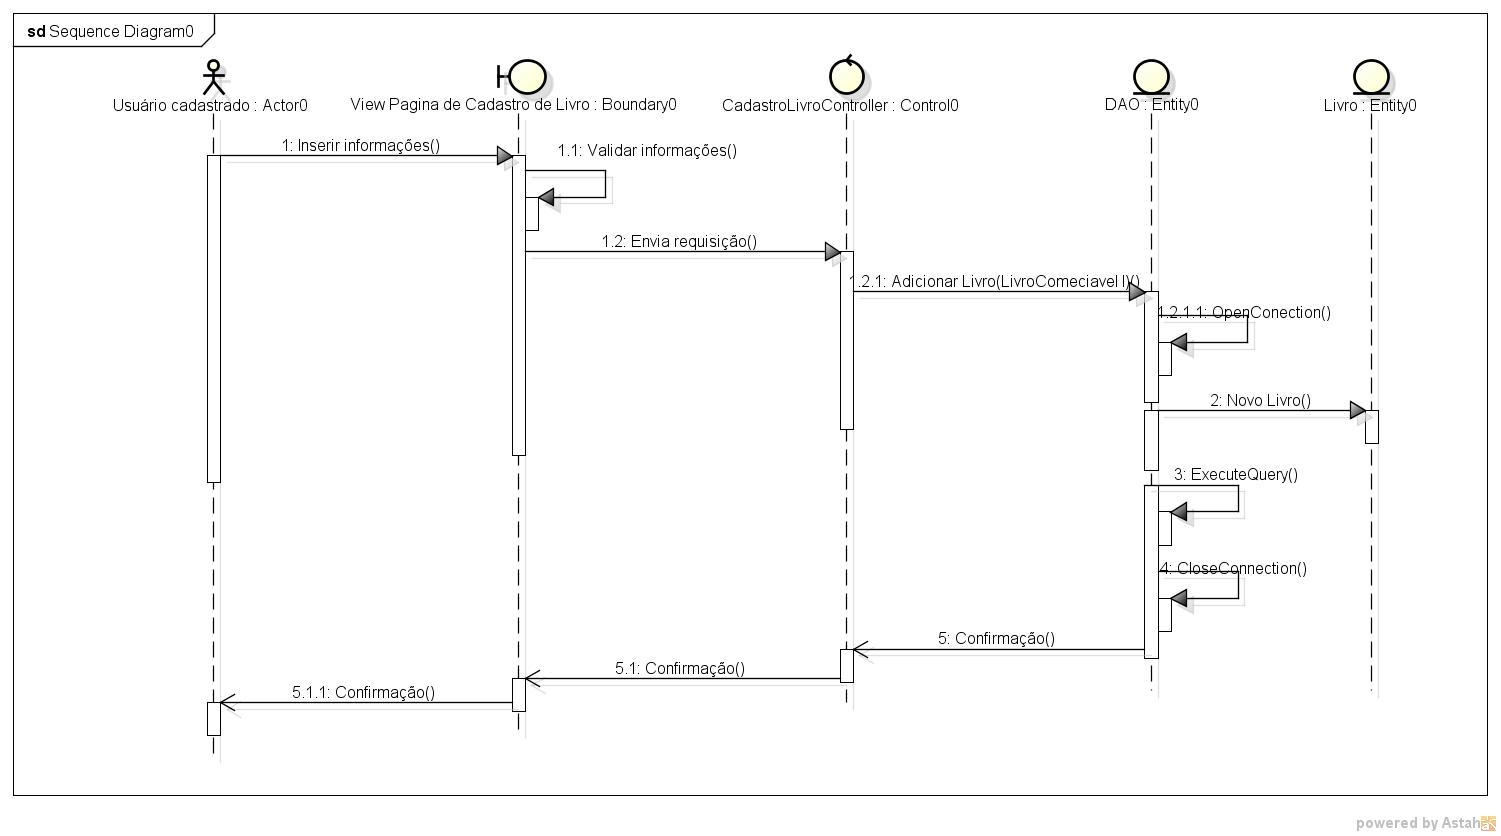 sd Sequence Diagram0
Usuário cadastrado : Actor0
View Pagina de Cadastro de Livro : Boundary0
CadastroLivroController : Control0
DAO : Entity0
Livro : Entity0
1: Inserir informações()
1.1: Validar informações()
1.2: Envia requisição()
1.2.1: Adicionar Livro(LivroComeciavel l)()
1.2.1.1: OpenConection()
2: Novo Livro()
3: ExecuteQuery()
4: CloseConnection()
5: Confirmação()
5.1: Confirmação()
5.1.1: Confirmação()
powered by Astah